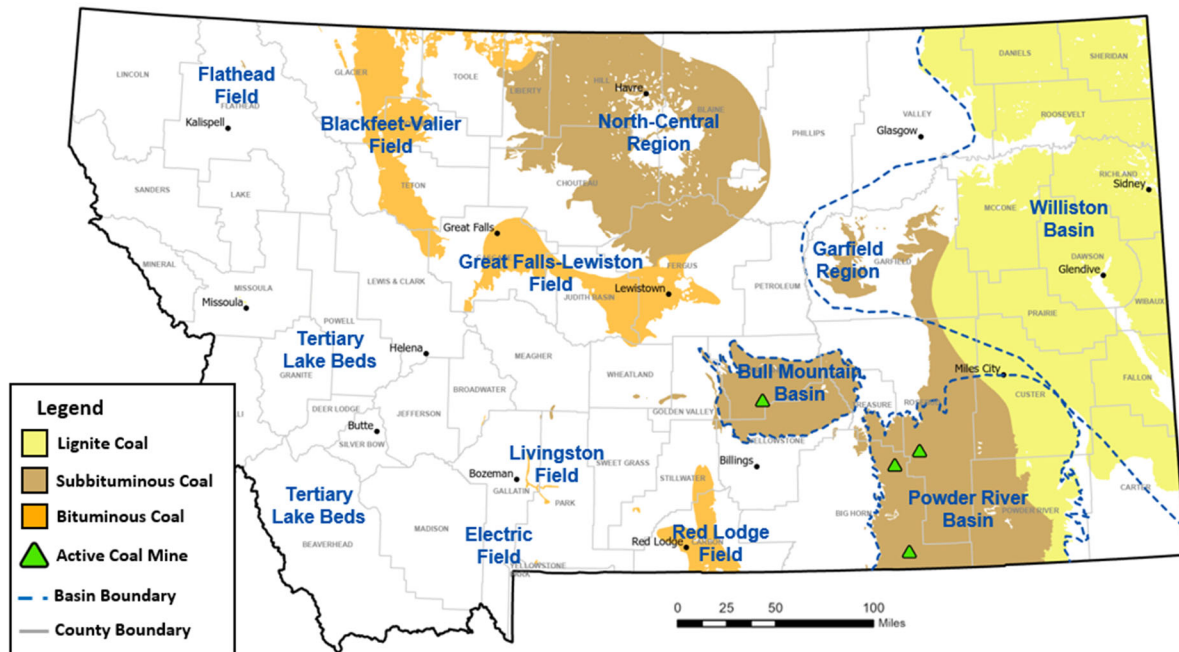 DANIELS
SHERIDAN
LINCOLN
GLACIER
TOOLE
Flathead
Field
FLATHEAD
Kalispell
HILL
LIBERTY
Havre
BLAINE
VALLEY
Blackfeet-Valier
Field
North-Central
Region
PHILLIPS
Glasgow
ROOSEVELT
SANDERS
LAKE
TETON
CHOUTEAU
RICHLAND
Sidney
MCCONE
Williston
Basin
Great Falls
Garfield
Region
GARFIELD
DAWSON
Glendive
MINERAL
MISSOULA
Missoula
LEWIS & CLARK
Great Falls-Lewiston
Field
FERGUS
JUDITH BASIN
Lewistown
PETROLEUM
WIBAUX
PRAIRIE
POWELL
Tertiary
Lake Beds
Helena
GRANITE
MEAGHER
WHEATLAND
Bull Mountain
Basin
Miles City
FALLON
CUSTER
BROADWATER
GOLDEN VALLEY
TREASURE
DEER LODGE
JEFFERSON
Butte
SILVER BOW
YELLOWSTONE
Livingston
Field
SWEET GRASS
Billings
Bozeman
GALLATIN
PARK
STILLWATER
Tertiary
Lake Beds
MADISON
BEAVERHEAD
Electric
Field
YELLOWSTONE
PARK
Red Lodge
Red Lodge
Field
CARBON
BIG HORN
Powder River
Basin
POWDER RIVER
CARTER
Legend
Lignite Coal
Subbituminous Coal
Bituminous Coal
Active Coal Mine
Basin Boundary
County Boundary
0 25 50 100
Miles